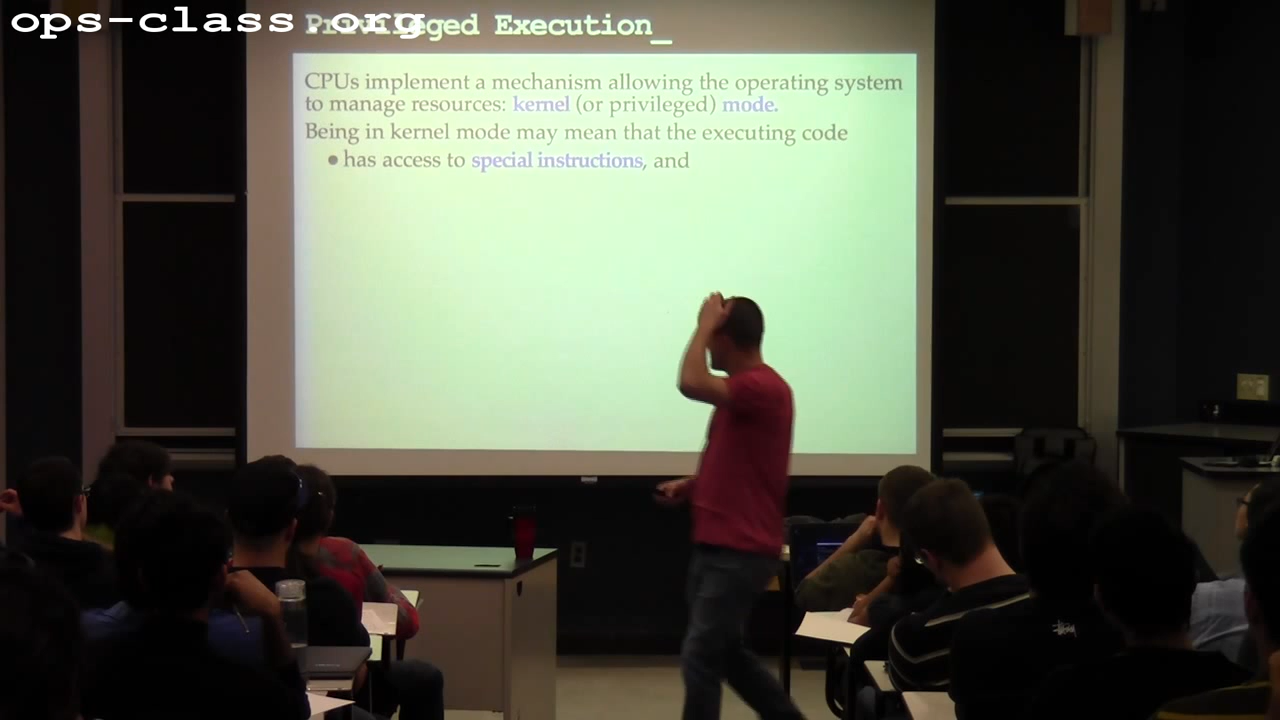 ops-class.org
Privileged Execution_
CPUs implement a mechanism allowing the operating system
to manage resources: kernel (or privileged) mode.
Being in kernel mode may mean that the executing code
● has access to special instructions, and